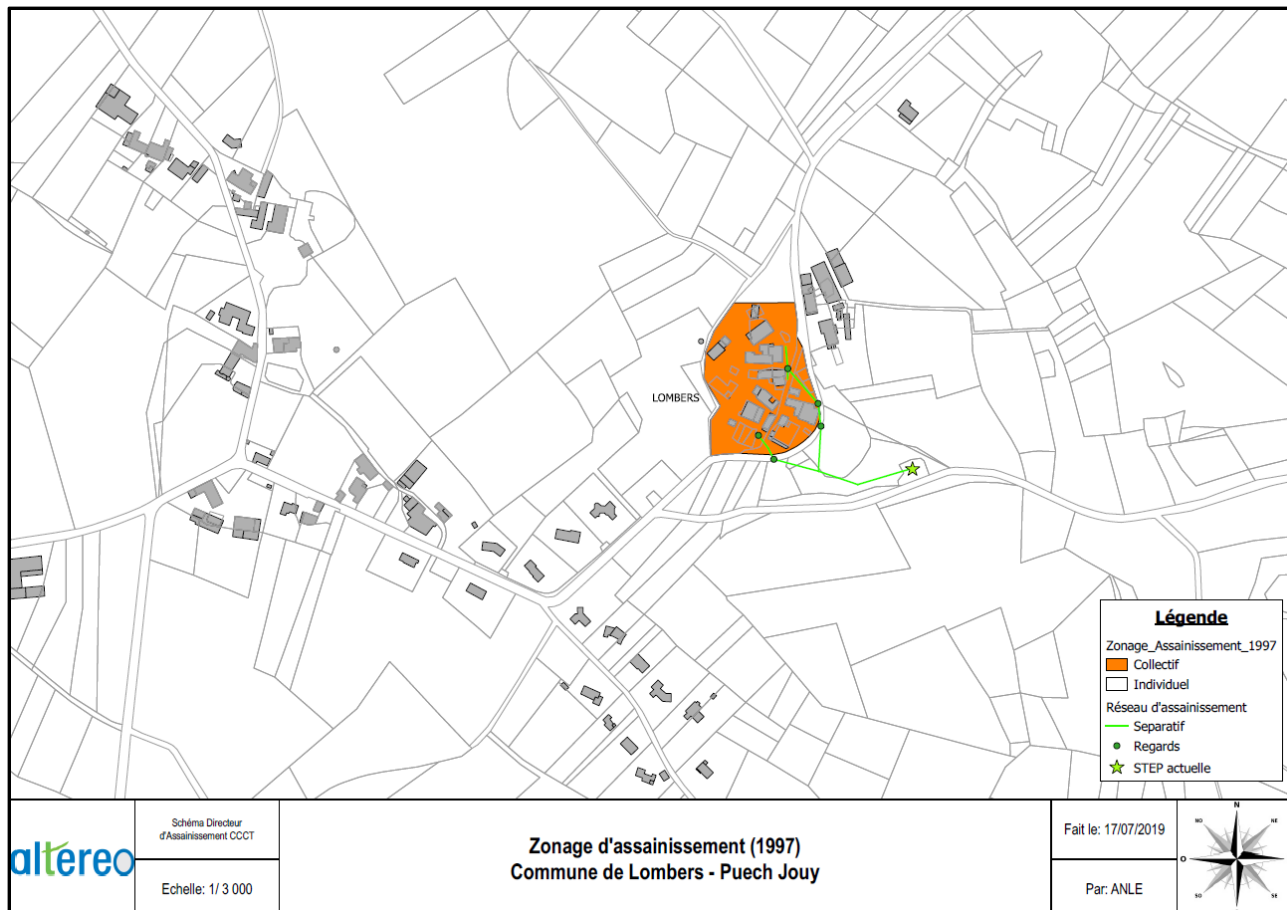 LOMBERS
Légende
Zonage_Assainissement_1997
Collectif
Individuel
Réseau d'assainissement
Separatif
Regards
STEP actuelle
altereo
Schéma Directeur
d'Assainissement CCCT
Echelle: 1/ 3 000
Zonage d'assainissement (1997)
Commune de Lombers - Puech Jouy
Fait le: 17/07/2019
Par: ANLE
N
NO
NE
O
E
SO
SE